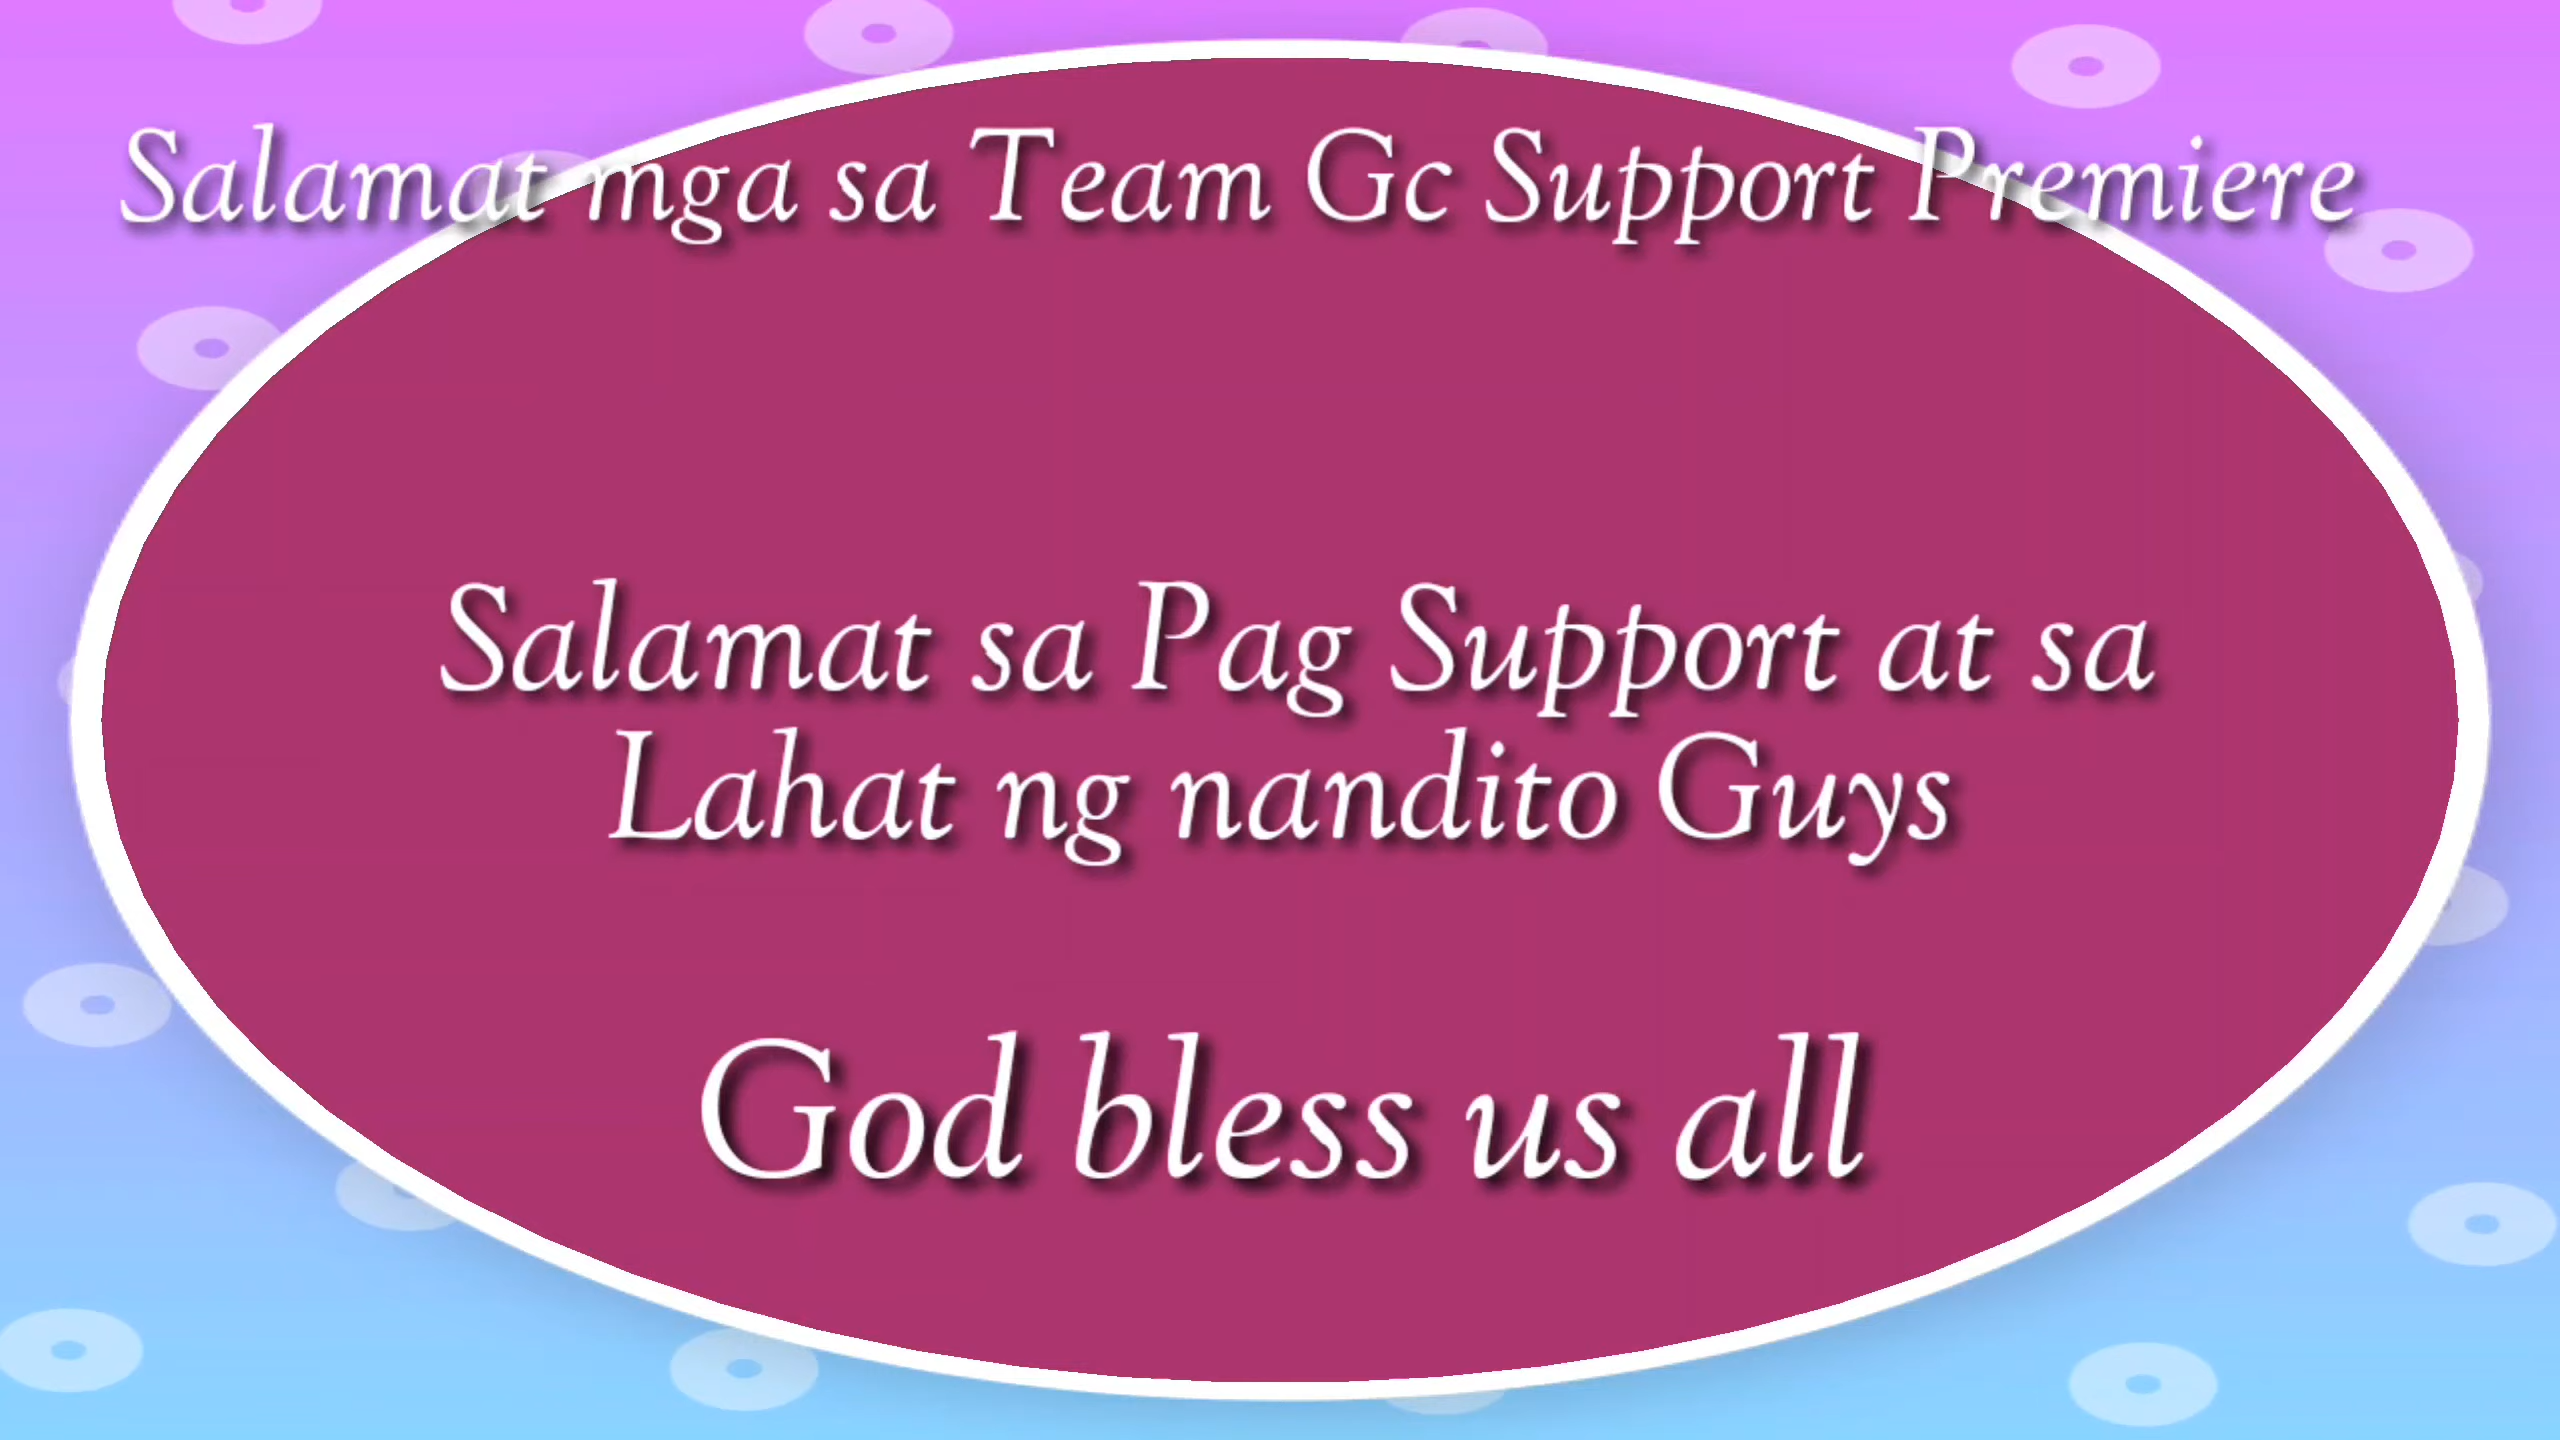 Salamat mga sa Team Gc Support Premiere
Salamat sa Pag Support at sa
Lahat ng nandito Guys
God bless us all